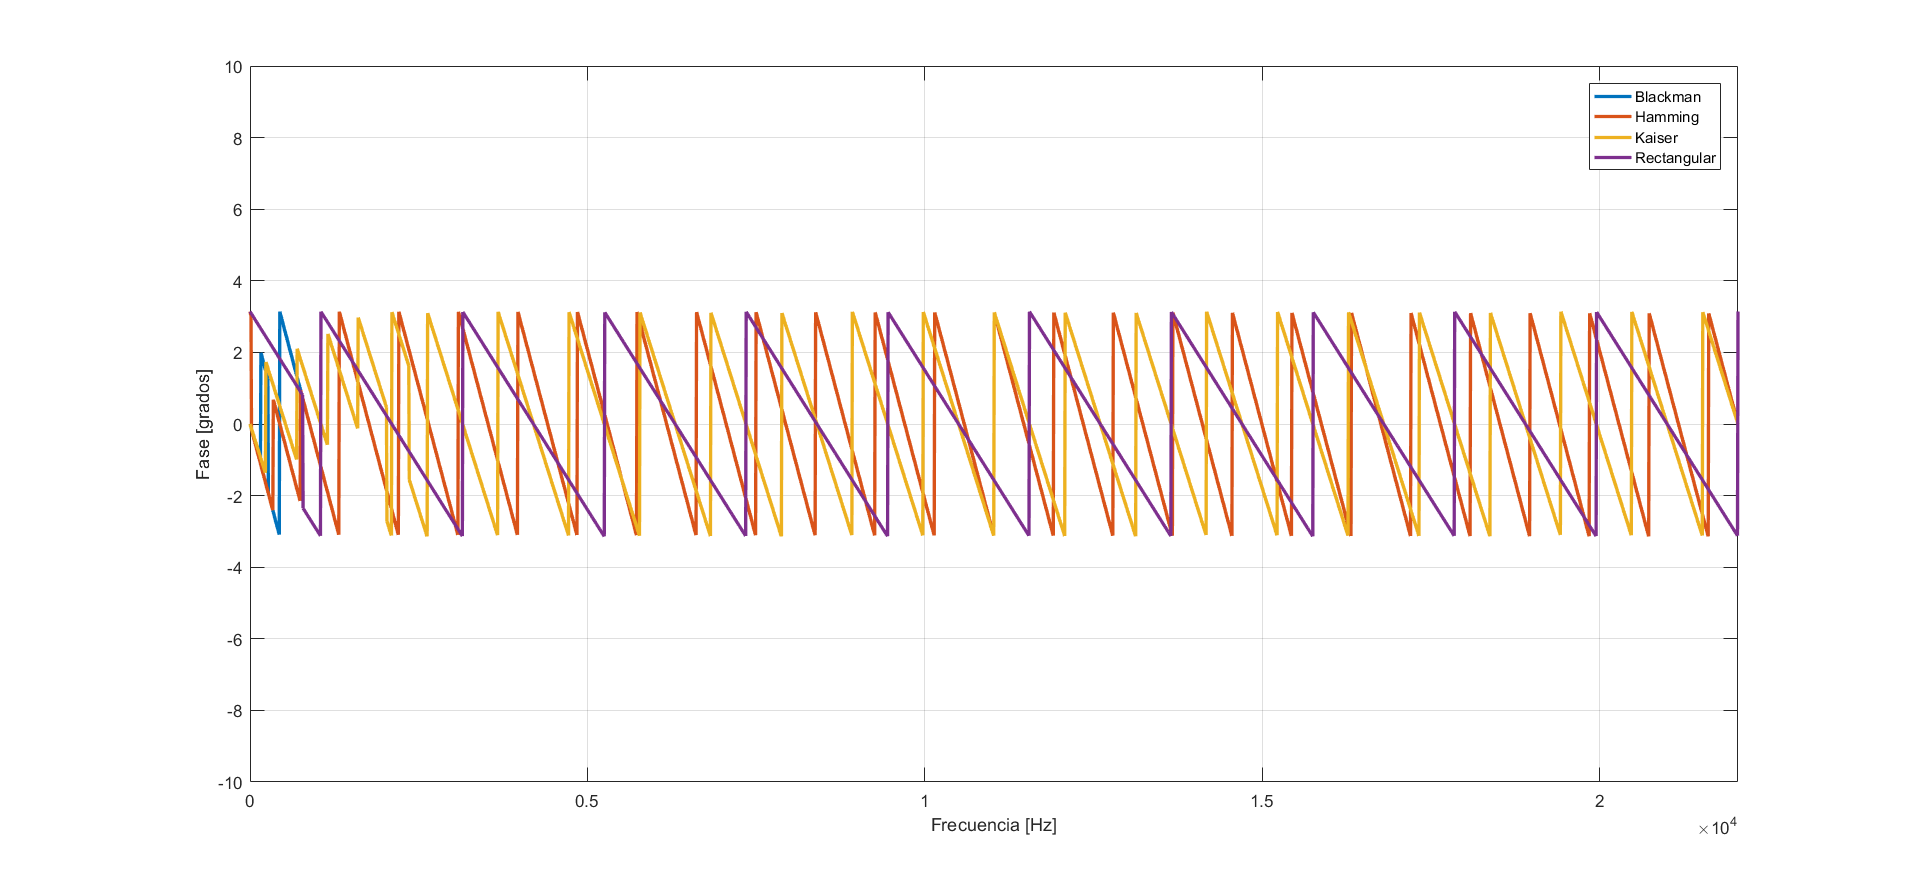 10
8
6
4
2
0
-2
-4
-6
-8
-10
Fase [grados]
Blackman
Hamming
Kaiser
Rectangular
0 0.5 1 1.5 2
Frecuencia [Hz]
×10^4